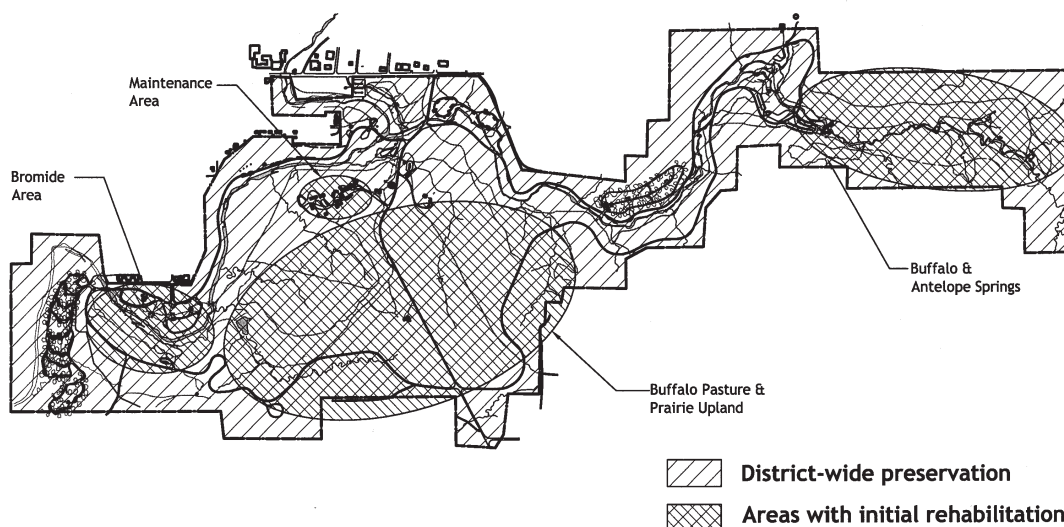 Maintenance
Area
Bromide
Area
Buffalo &
Antelope Springs
Buffalo Pasture &
Prairie Upland
District-wide preservation
Areas with initial rehabilitation